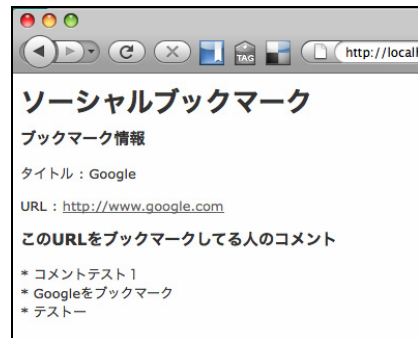 TAG
http://localh
ソーシャルブックマーク
ブックマーク情報
タイトル : Google
URL : http://www.google.com
このURLをブックマークしてる人のコメント
* コメントテスト1
* Googleをブックマーク
* テストー